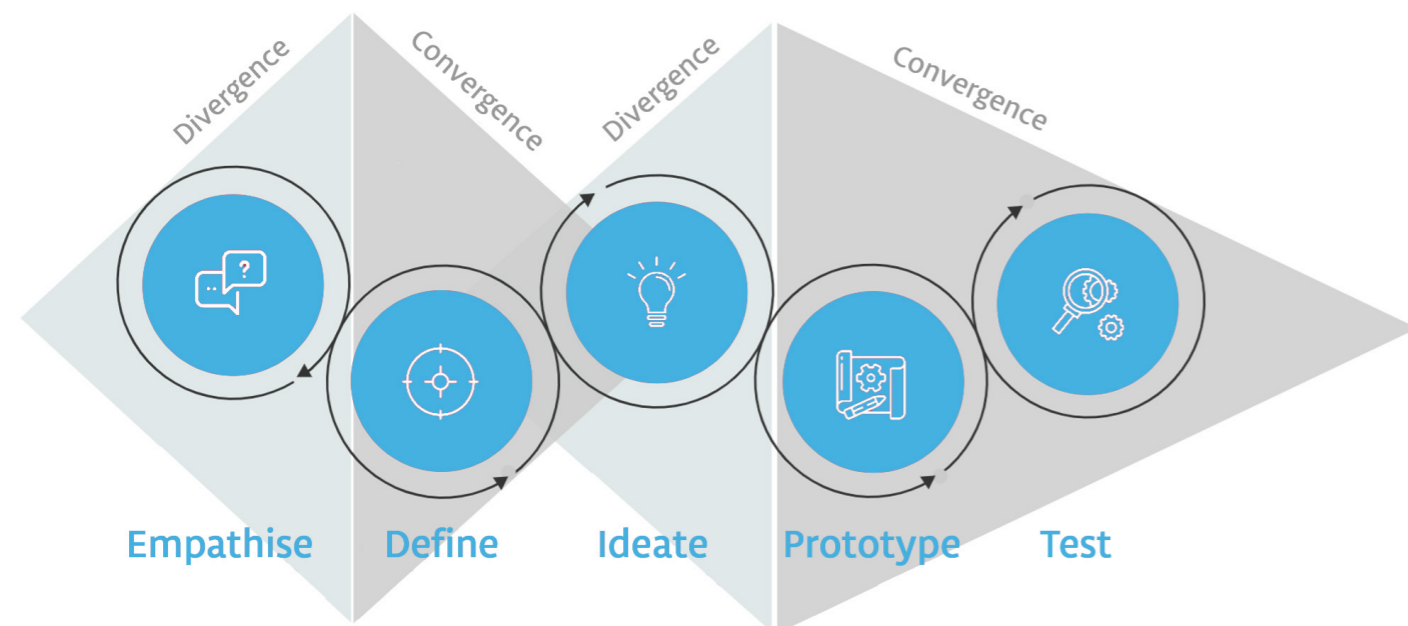 Divergence
Convergence
Divergence
Convergence
?
Empathise
Define
Ideate
Prototype
Test